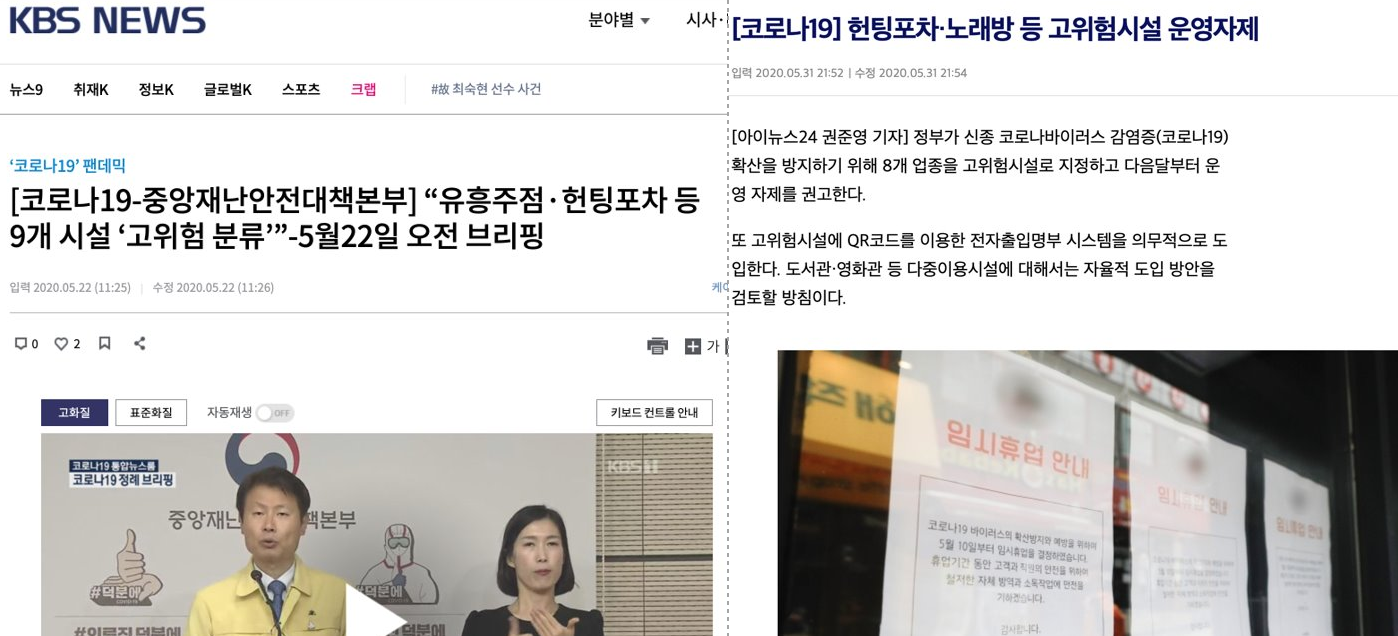 KBS NEWS
분야별
시사·
뉴스9 취재K 정보K 글로벌K 스포츠 크랩 #故 최숙현 선수 사건
‘코로나19’ 팬데믹
[코로나19-중앙재난안전대책본부] “유흥주점·헌팅포차 등
9개 시설 ‘고위험 분류’”-5월22일 오전 브리핑
입력 2020.05.22 (11:25) | 수정 2020.05.22 (11:26)
0 2
가
고화질 표준화질 자동재생 OFF 키보드 컨트롤 안내
코로나19 통합뉴스룸
코로나19 정례 브리핑
KBS
중앙재난 책본부
#덕분에
#덕분에
#의료진 덕분에
덕분에
[코로나19] 헌팅포차·노래방 등 고위험시설 운영자제
입력 2020.05.31 21:52 | 수정 2020.05.31 21:54
[아이뉴스24 권준영 기자] 정부가 신종 코로나바이러스 감염증(코로나19)
확산을 방지하기 위해 8개 업종을 고위험시설로 지정하고 다음달부터 운
영 자제를 권고한다.
또 고위험시설에 QR코드를 이용한 전자출입명부 시스템을 의무적으로 도
입한다. 도서관·영화관 등 다중이용시설에 대해서는 자율적 도입 방안을
검토할 방침이다.
임시휴업 안내
코로나19 바이러스의 확산방지와 예방을 위하여
5월 10일부터 임시휴업을 결정하였습니다.
휴업기간 동안 고객과 직원의 안전을 위하여
철저한 자체 방역과 소독작업에 만전을
기하겠습니다.
감사합니다.
임시휴업 안내
임시휴업 안내